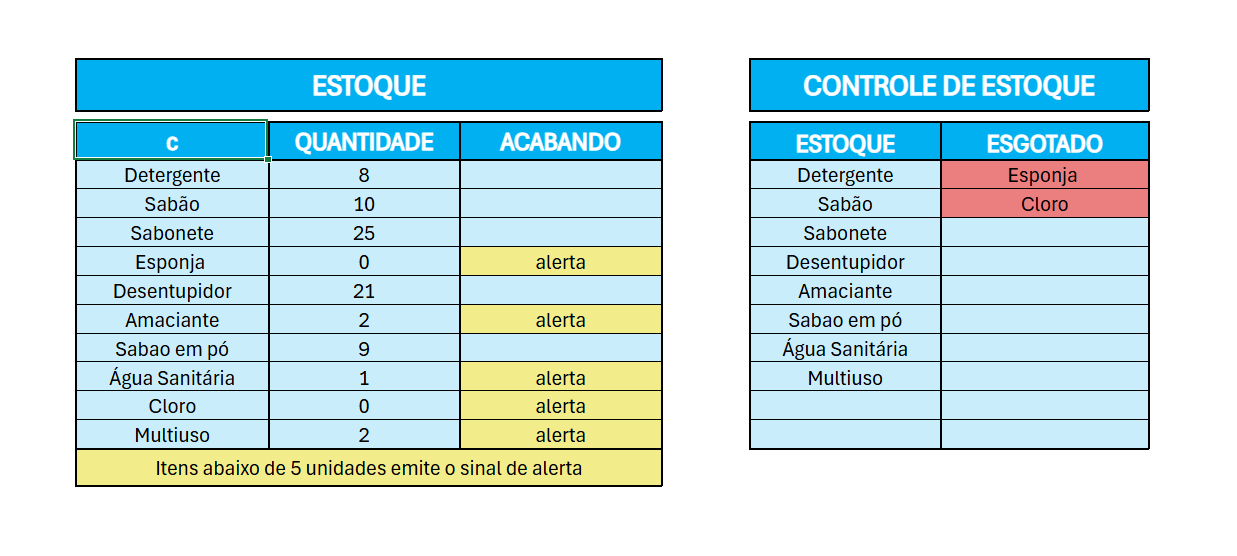 ESTOQUE
c QUANTIDADE ACABANDO
Detergente 8
Sabão 10
Sabonete 25
Esponja 0 alerta
Desentupidor 21
Amaciante 2 alerta
Sabao em pó 9
Água Sanitária 1 alerta
Cloro 0 alerta
Multiuso 2 alerta
Itens abaixo de 5 unidades emite o sinal de alerta
CONTROLE DE ESTOQUE
ESTOQUE ESGOTADO
Detergente Esponja
Sabão Cloro
Sabonete
Desentupidor
Amaciante
Sabao em pó
Água Sanitária
Multiuso